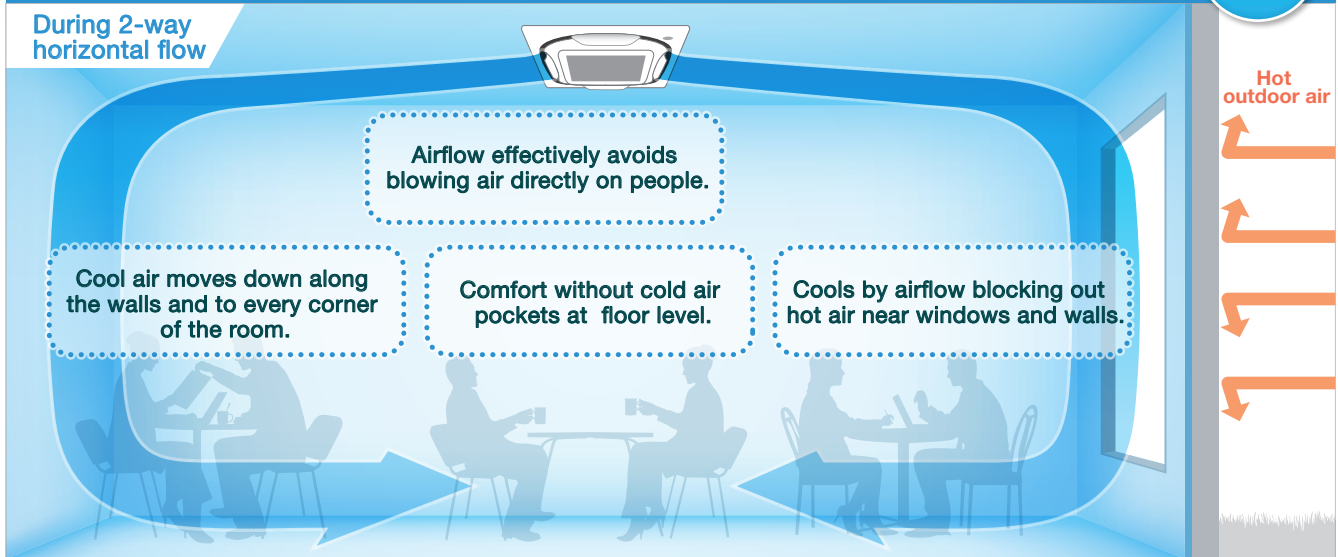 During 2-way
horizontal flow
Hot
outdoor air
Airflow effectively avoids
blowing air directly on people.
Cool air moves down along
the walls and to every corner
of the room.
Comfort without cold air
pockets at floor level.
Cools by airflow blocking out
hot air near windows and walls.